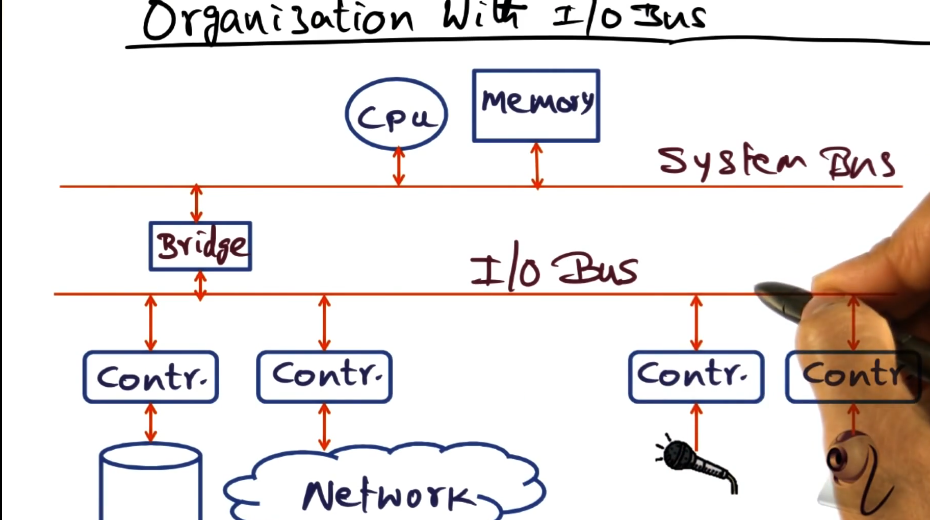 Organization With I/O Bus
Cpu
Memory
System Bus
Bridge
I/O Bus
Contr.
Contr.
Contr.
Contr
Network